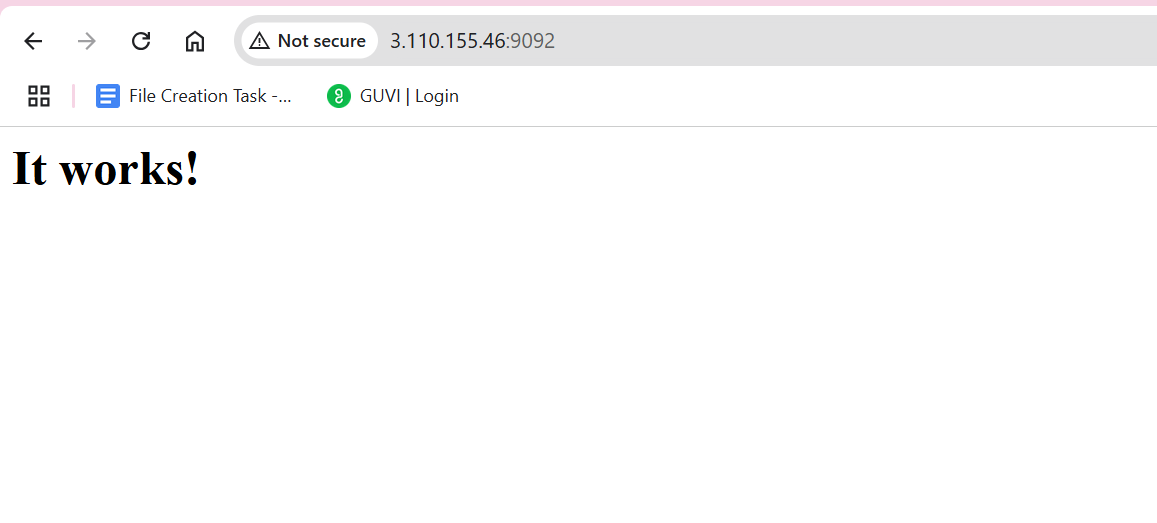 Not secure 3.110.155.46:9092
File Creation Task -... GUVI | Login
It works!